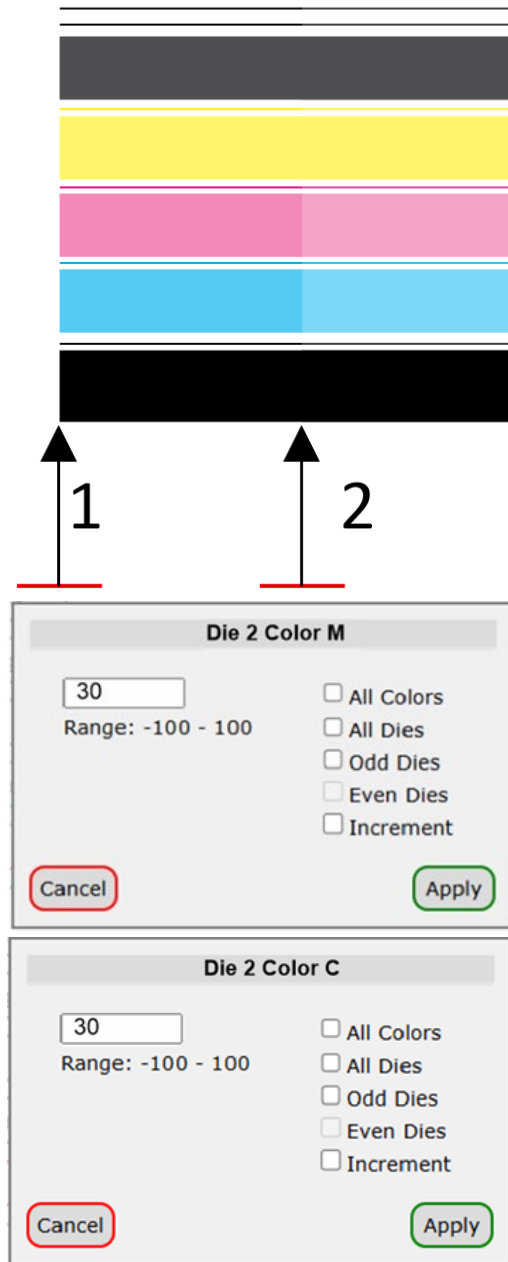 1 2
Die 2 Color M
30
Range: -100 - 100
All Colors
All Dies
Odd Dies
Even Dies
Increment
Cancel Apply
Die 2 Color C
30
Range: -100 - 100
All Colors
All Dies
Odd Dies
Even Dies
Increment
Cancel Apply